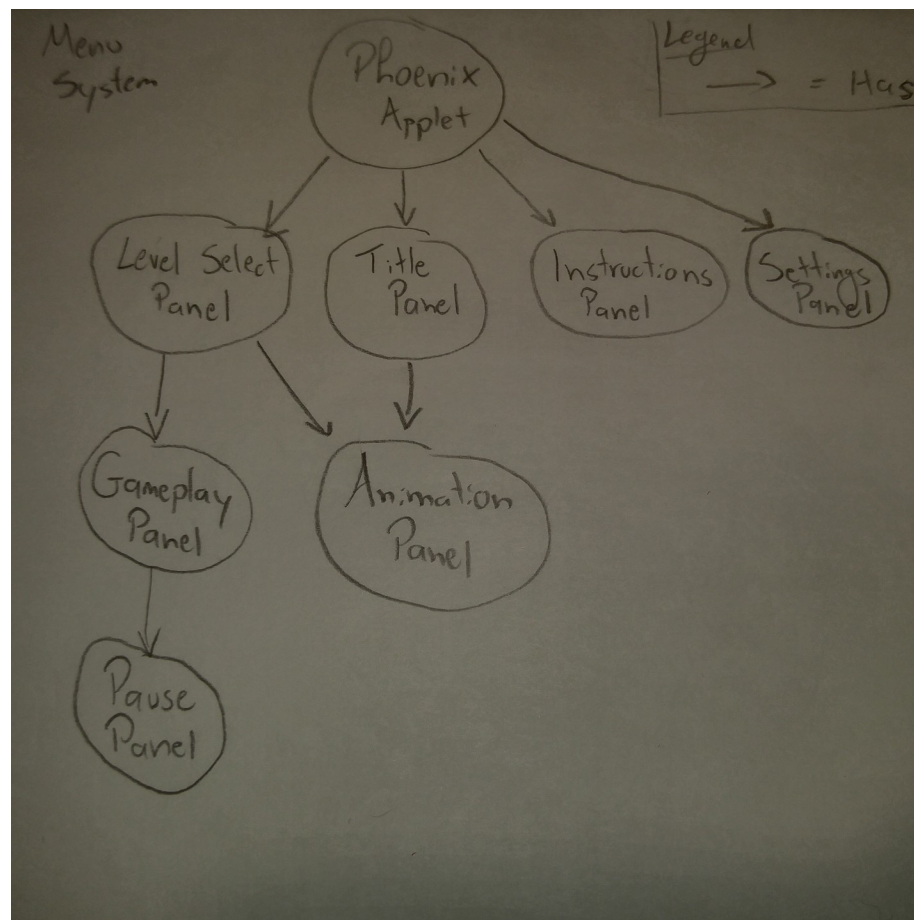 Menu
System
Phoenix
Applet
Legend
= Has
Level Select
Panel
Title
Panel
Instructions
Panel
Settings
Panel
Gameplay
Panel
Animation
Panel
Pause
Panel